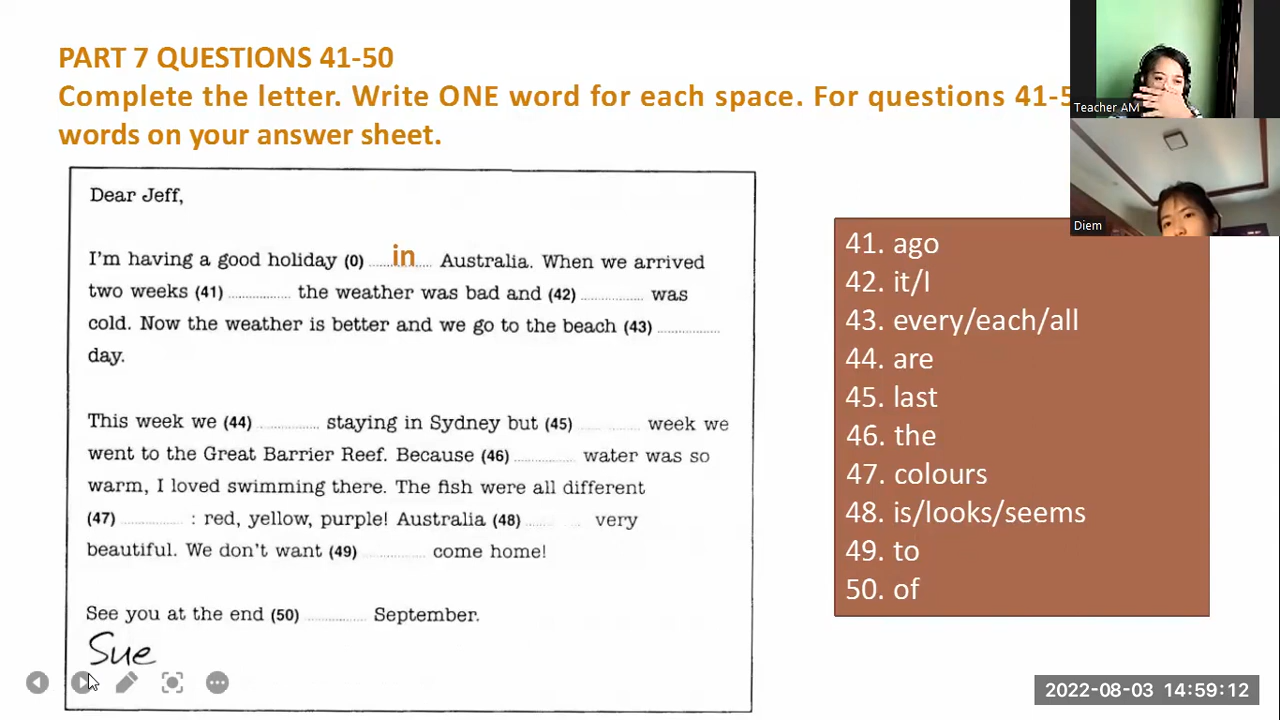 PART 7 QUESTIONS 41-50
Complete the letter. Write ONE word for each space. For questions 41-5
words on your answer sheet.
Dear Jeff,
I'm having a good holiday (0) ....in.... Australia. When we arrived
two weeks (41) ............ the weather was bad and (42) ............ was
cold. Now the weather is better and we go to the beach (43) ............
day.
This week we (44) ............ staying in Sydney but (45) ............ week we
went to the Great Barrier Reef. Because (46) ............ water was so
warm, I loved swimming there. The fish were all different
(47) ............ : red, yellow, purple! Australia (48) ............ very
beautiful. We don't want (49) ............ come home!
See you at the end (50) ............ September.
Sue
41. ago
42. it/I
43. every/each/all
44. are
45. last
46. the
47. colours
48. is/looks/seems
49. to
50. of
Teacher AM
Diem
2022-08-03 14:59:12